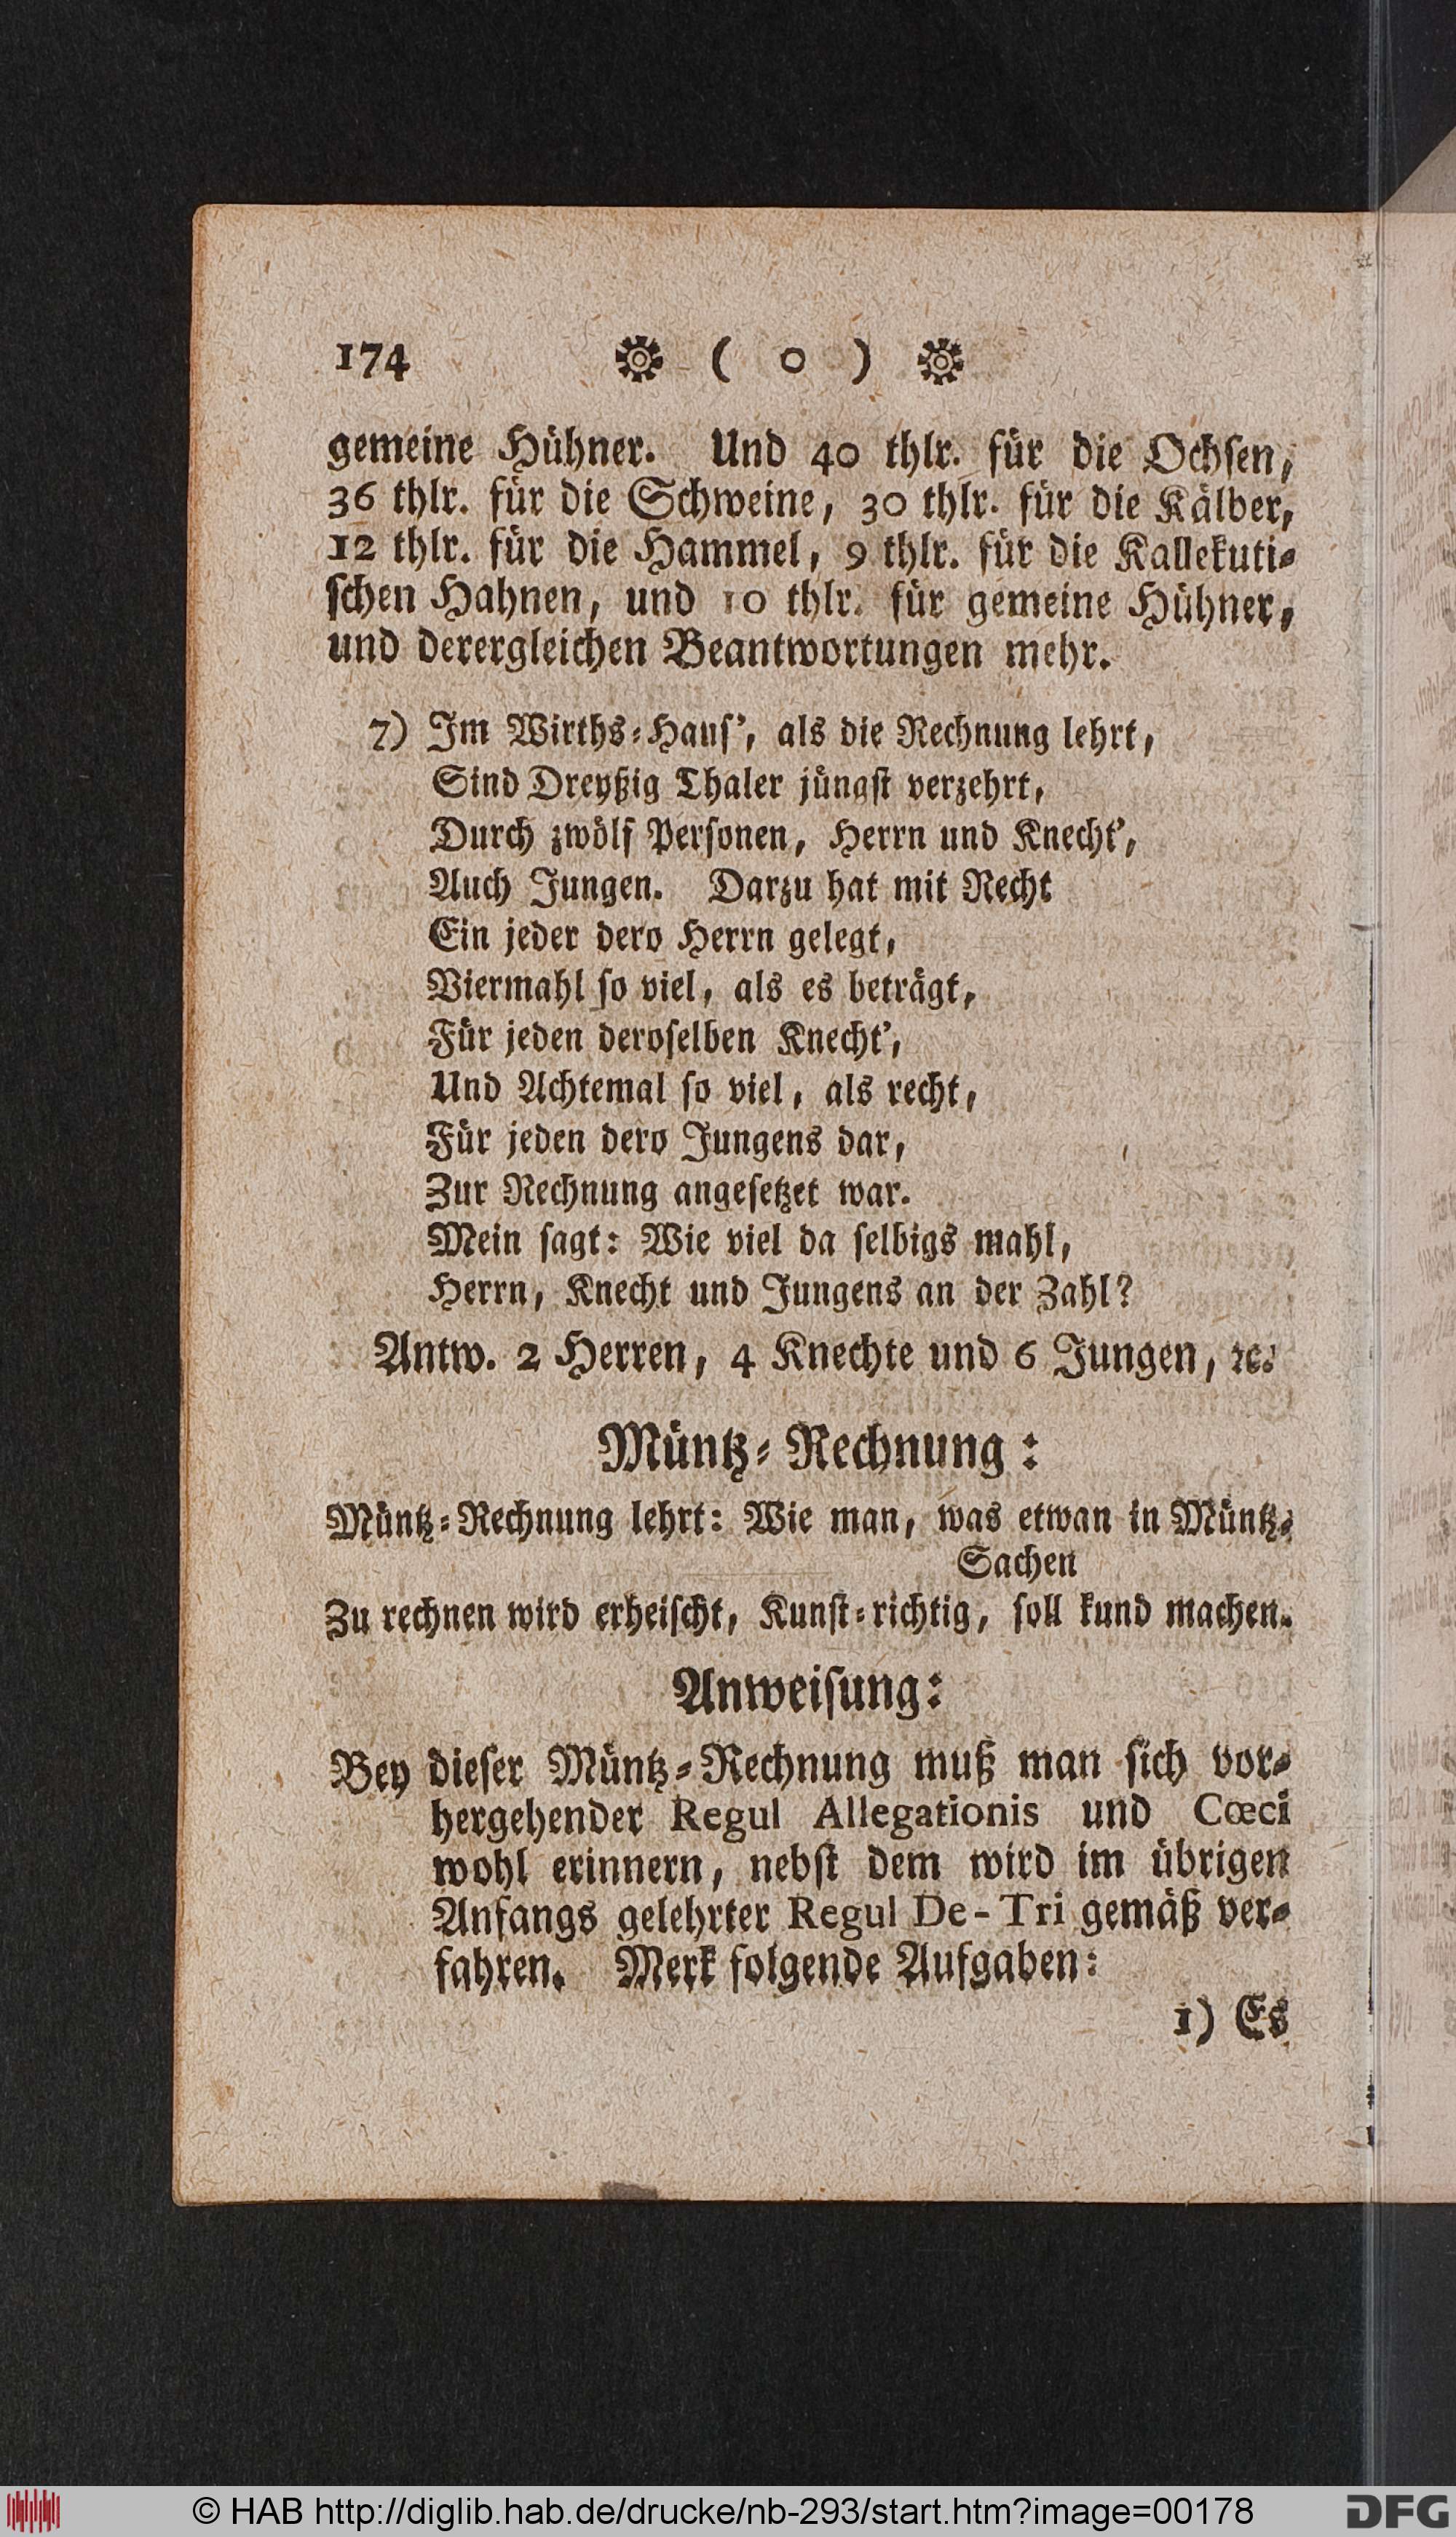 174 ( o )
gemeine Hühner. Und 40 thlr. für die Ochsen,
36 thlr. für die Schweine, 30 thlr. für die Kälber,
12 thlr. für die Hammel, 9 thlr. für die Kallekuti-
schen Hahnen, und 10 thlr. für gemeine Hühner,
und derergleichen Beantwortungen mehr.
7) Im Wirths-Haus', als die Rechnung lehrt,
Sind Dreyßig Thaler jüngst verzehrt,
Durch zwölf Personen, Herrn und Knecht',
Auch Jungen. Darzu hat mit Recht
Ein jeder dero Herrn gelegt,
Viermahl so viel, als es beträgt,
Für jeden deroselben Knecht',
Und Achtemal so viel, als recht,
Für jeden dero Jungens dar,
Zur Rechnung angesetzet war.
Mein sagt: Wie viel da selbigs mahl,
Herrn, Knecht und Jungens an der Zahl?
Antw. 2 Herren, 4 Knechte und 6 Jungen, ꝛc.
Müntz-Rechnung:
Müntz-Rechnung lehrt: Wie man, was etwan in Müntz-
Sachen
Zu rechnen wird erheischt, Kunst-richtig, soll kund machen.
Anweisung:
Bey dieser Müntz-Rechnung muß man sich vor-
hergehender Regul Allegationis und Cœci
wohl erinnern, nebst dem wird im übrigen
Anfangs gelehrter Regul De-Tri gemäß ver-
fahren. Merk folgende Aufgaben:
1) Es
© HAB http://diglib.hab.de/drucke/nb-293/start.htm?image=00178
DFG